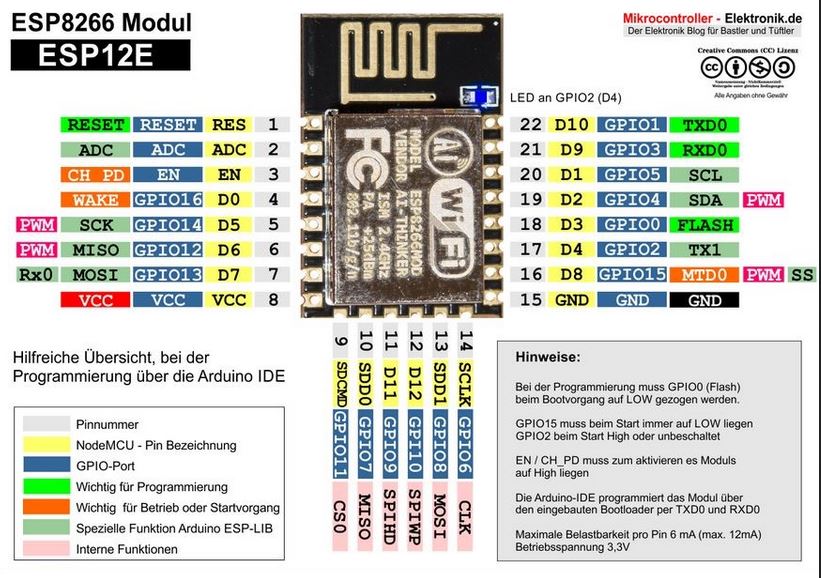 ESP8266 Modul
ESP12E
Mikrocontroller - Elektronik.de
Der Elektronik Blog für Bastler und Tüftler
Creative Commons (CC) Lizenz
Alle Angaben ohne Gewähr
LED an GPIO2 (D4)
RESET RESET RES 1
ADC ADC ADC 2
CH PD EN EN 3
WAKE GPIO16 D0 4
PWM SCK GPIO14 D5 5
PWM MISO GPIO12 D6 6
Rx0 MOSI GPIO13 D7 7
VCC VCC VCC 8
22 D10 GPIO1 TXD0
21 D9 GPIO3 RXD0
20 D1 GPIO5 SCL
19 D2 GPIO4 SDA PWM
18 D3 GPIO0 FLASH
17 D4 GPIO2 TX1
16 D8 GPIO15 MTD0 PWM SS
15 GND GND GND
FC
Ai
WiFi
MODEL ESP8266MOD
VENDOR AI-THINKER
ISM 2.4GHz
PA +25dBm
802.11b/g/n
9 SDCMD GPIO11 CS0
10 SDD0 GPIO7 MISO
11 D11 GPIO9 SPIHD
12 D12 GPI10 SPIWP
13 SDD1 GPIO8 MOSI
14 SCLK GPIO6 CLK
Hilfreiche Übersicht, bei der
Programmierung über die Arduino IDE
Pinnummer
NodeMCU - Pin Bezeichnung
GPIO-Port
Wichtig für Programmierung
Wichtig für Betrieb oder Startvorgang
Spezielle Funktion Arduino ESP-LIB
Interne Funktionen
Hinweise:
Bei der Programmierung muss GPIO0 (Flash)
beim Bootvorgang auf LOW gezogen werden.
GPIO15 muss beim Start immer auf LOW liegen
GPIO2 beim Start High oder unbeschaltet
EN / CH_PD muss zum aktivieren es Moduls
auf High liegen
Die Arduino-IDE programmiert das Modul über
den eingebauten Bootloader per TXD0 und RXD0
Maximale Belastbarkeit pro Pin 6 mA (max. 12mA)
Betriebsspannung 3,3V